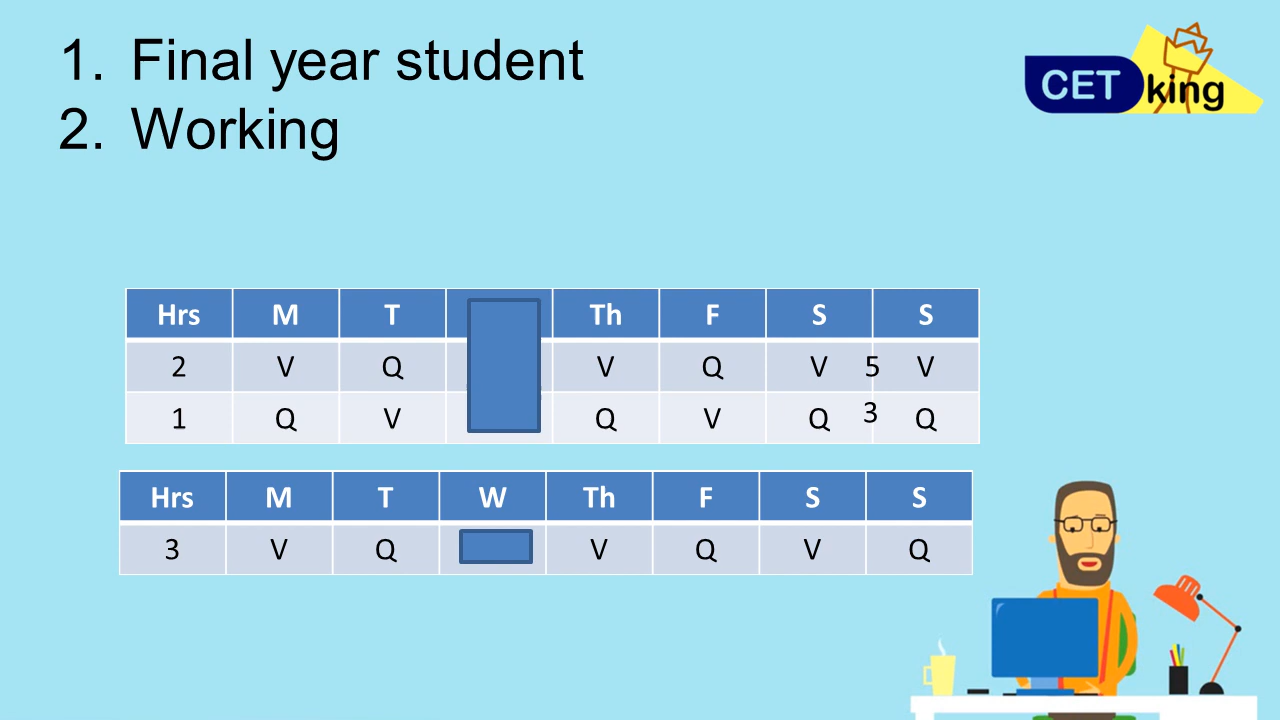 1. Final year student
2. Working
CET king
Hrs M T Th F S S
2 V Q V Q V 5 V
1 Q V Q V Q 3 Q
Hrs M T W Th F S S
3 V Q V Q V Q